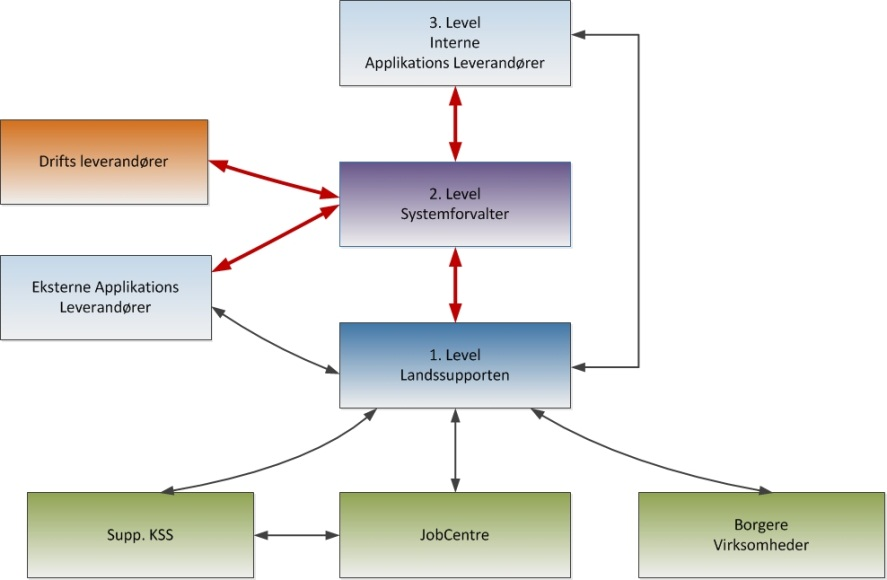 3. Level
Interne
Applikations Leverandører
Drifts leverandører
2. Level
Systemforvalter
Eksterne Applikations
Leverandører
1. Level
Landssupporten
Supp. KSS
JobCentre
Borgere
Virksomheder